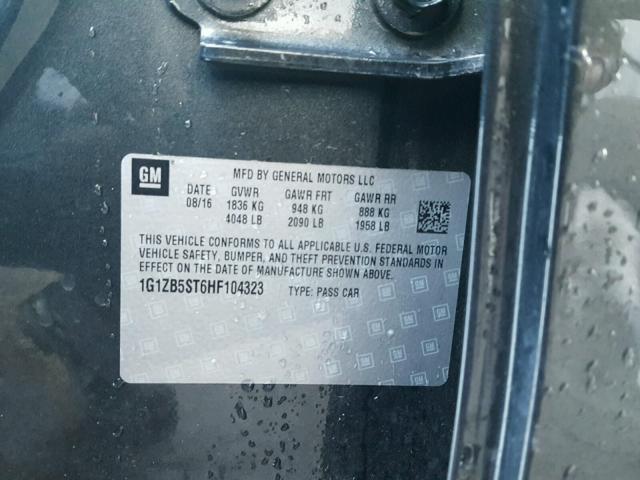 GM
MFD BY GENERAL MOTORS LLC
DATE GVWR GAWR FRT GAWR RR
08/16 1836 KG 948 KG 888 KG
4048 LB 2090 LB 1958 LB
THIS VEHICLE CONFORMS TO ALL APPLICABLE U.S. FEDERAL MOTOR
VEHICLE SAFETY, BUMPER, AND THEFT PREVENTION STANDARDS IN
EFFECT ON THE DATE OF MANUFACTURE SHOWN ABOVE.
1G1ZB5ST6HF104323 TYPE: PASS CAR